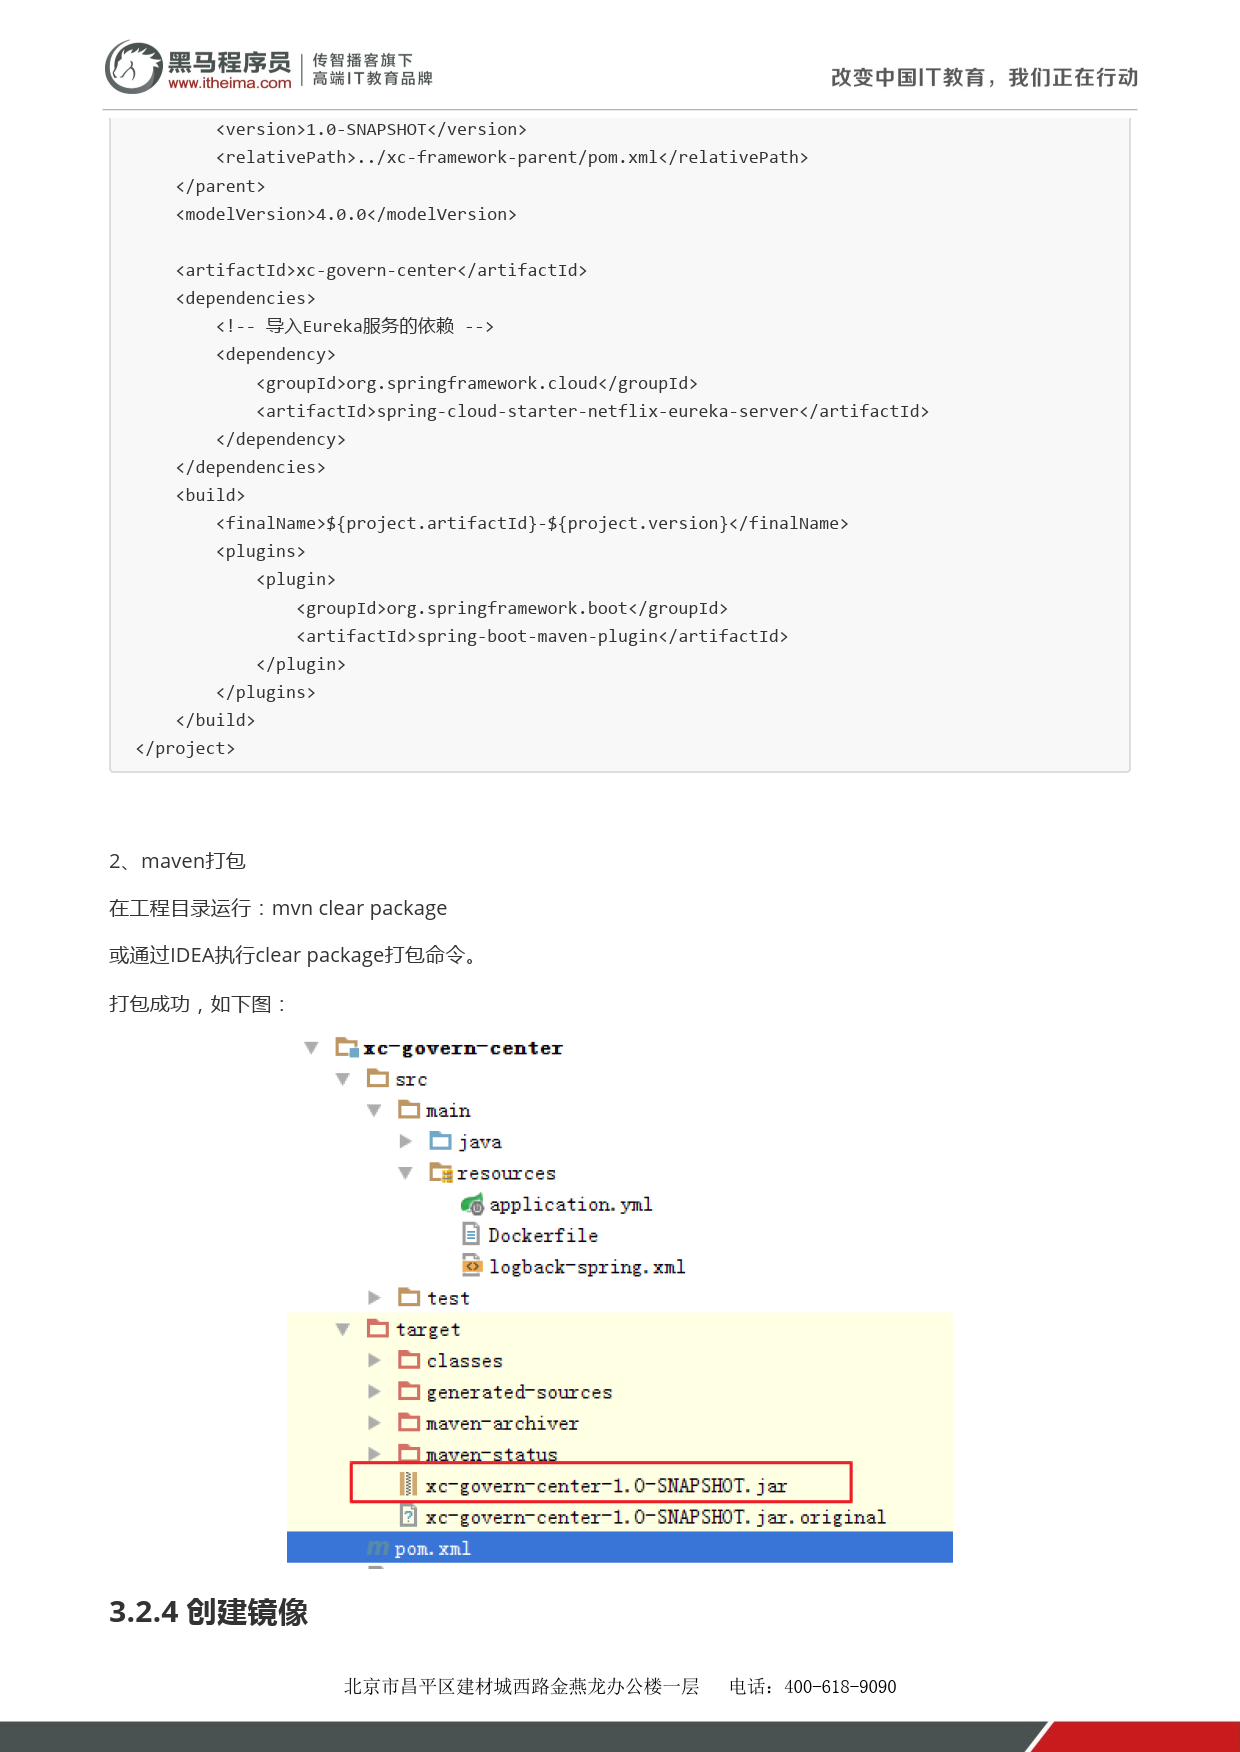 黑马程序员
www.itheima.com
传智播客旗下
高端IT教育品牌
改变中国IT教育，我们正在行动
<version>1.0-SNAPSHOT</version>
<relativePath>../xc-framework-parent/pom.xml</relativePath>
</parent>
<modelVersion>4.0.0</modelVersion>
<artifactId>xc-govern-center</artifactId>
<dependencies>
<!-- 导入Eureka服务的依赖 -->
<dependency>
<groupId>org.springframework.cloud</groupId>
<artifactId>spring-cloud-starter-netflix-eureka-server</artifactId>
</dependency>
</dependencies>
<build>
<finalName>${project.artifactId}-${project.version}</finalName>
<plugins>
<plugin>
<groupId>org.springframework.boot</groupId>
<artifactId>spring-boot-maven-plugin</artifactId>
</plugin>
</plugins>
</build>
</project>
2、maven打包
在工程目录运行：mvn clear package
或通过IDEA执行clear package打包命令。
打包成功，如下图：
xc-govern-center
src
main
java
resources
application.yml
Dockerfile
logback-spring.xml
test
target
classes
generated-sources
maven-archiver
maven-status
xc-govern-center-1.0-SNAPSHOT.jar
xc-govern-center-1.0-SNAPSHOT.jar.original
pom.xml
3.2.4 创建镜像
北京市昌平区建材城西路金燕龙办公楼一层 电话：400-618-9090